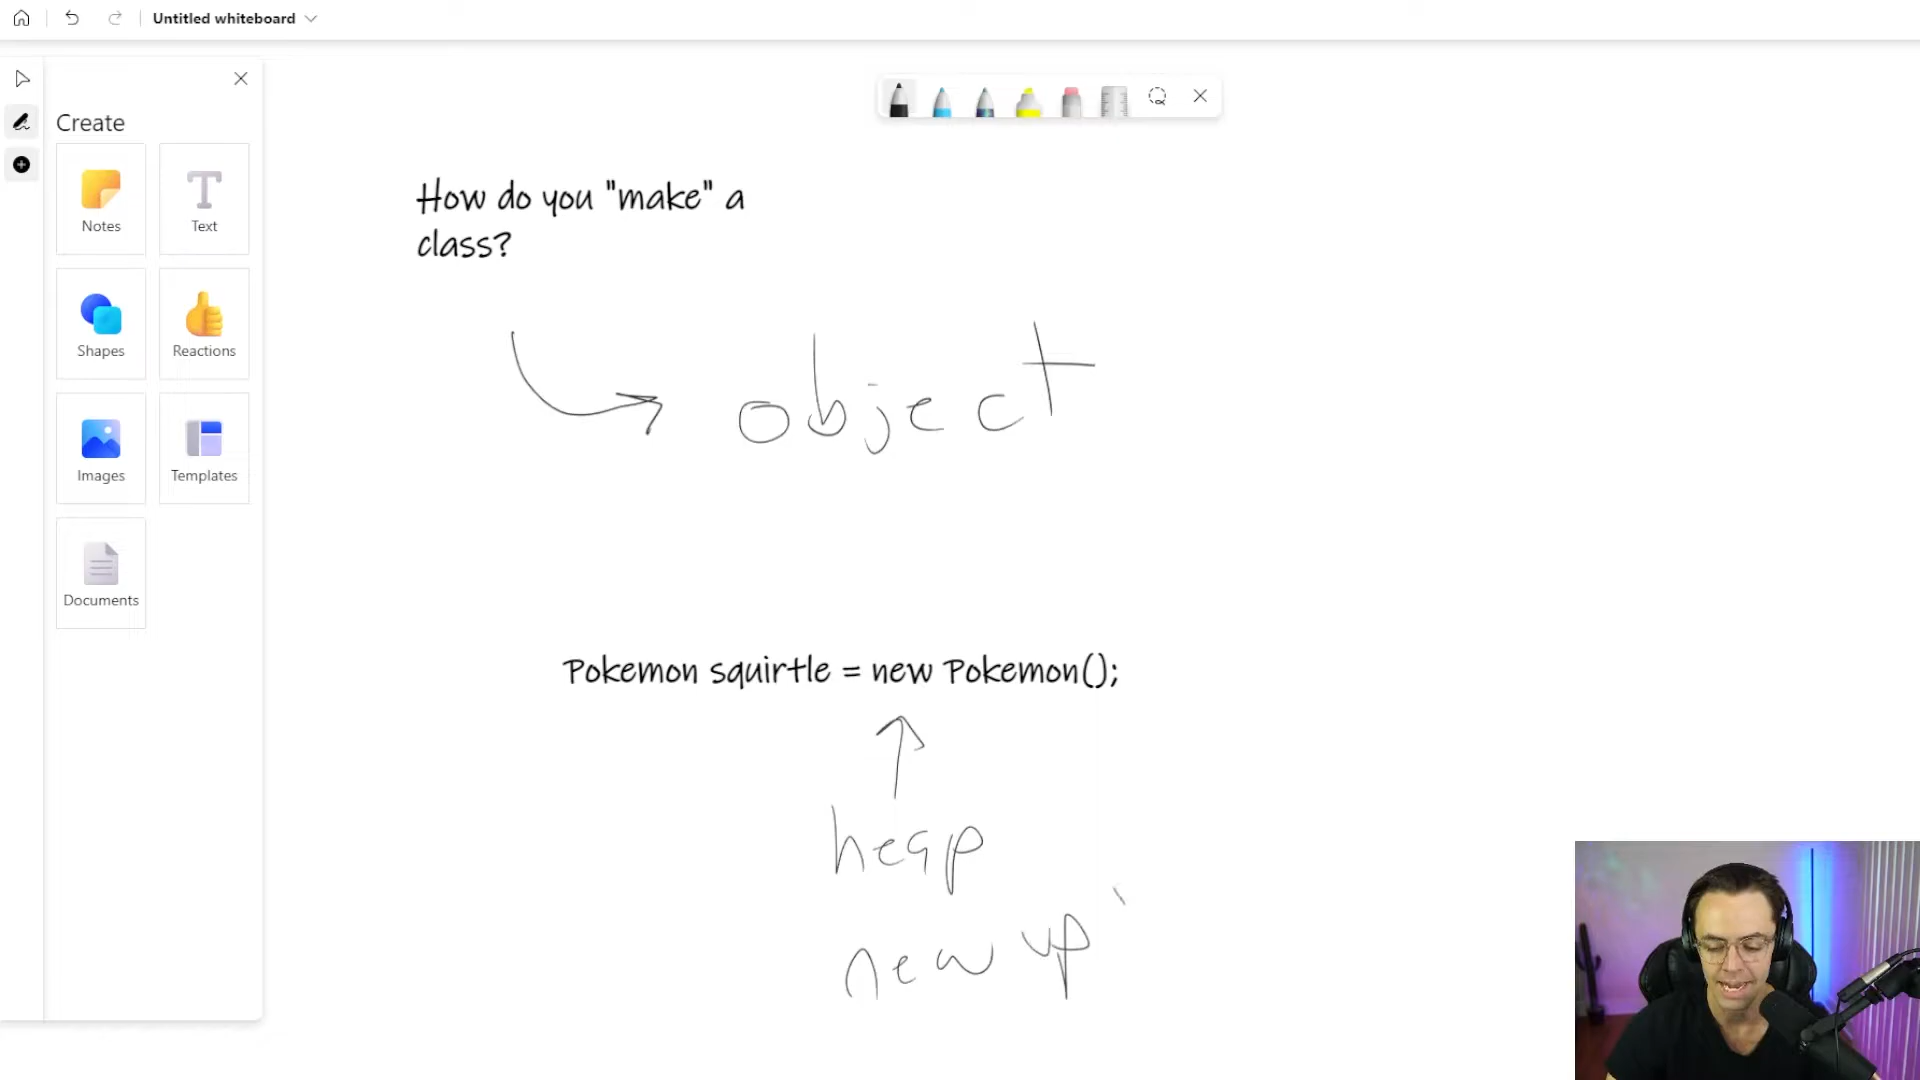 Untitled whiteboard
Create
Notes
Text
Shapes
Reactions
Images
Templates
Documents
How do you "make" a
class?
object
Pokemon squirtle = new Pokemon();
heap
new up